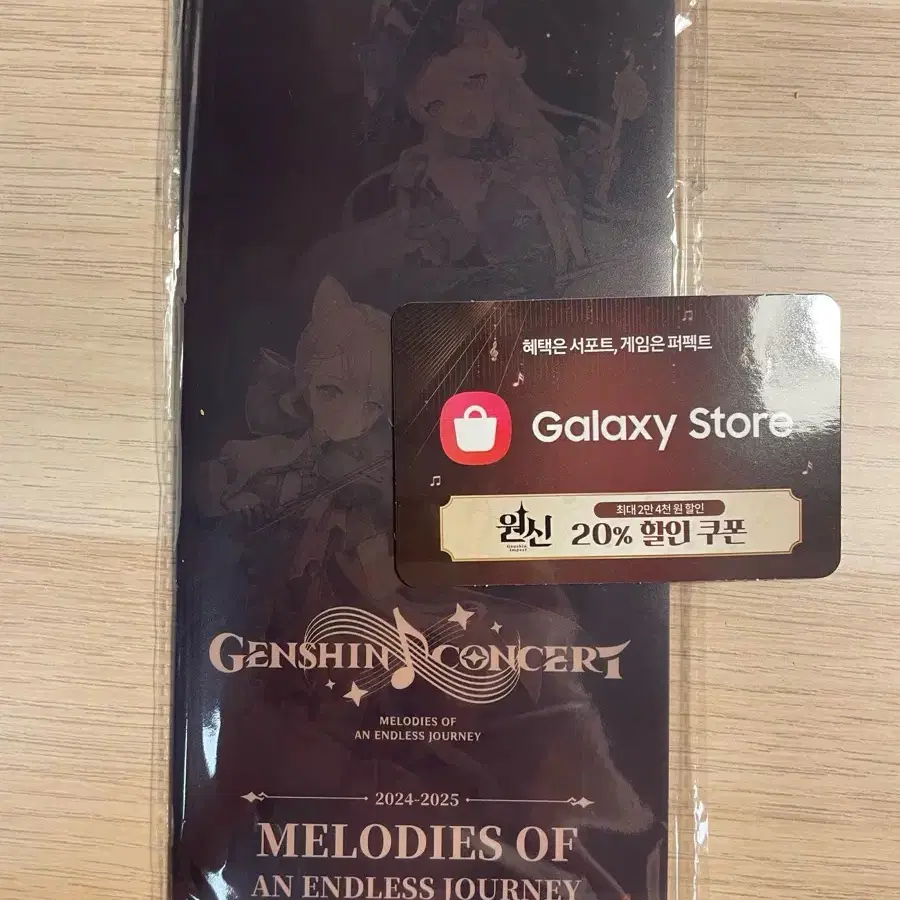 혜택은 서포트, 게임은 퍼펙트
Galaxy Store
원신
Genshin Impact
최대 2만 4천 원 할인
20% 할인 쿠폰
GENSHIN CONCERT
MELODIES OF
AN ENDLESS JOURNEY
2024-2025
MELODIES OF
AN ENDLESS JOURNEY